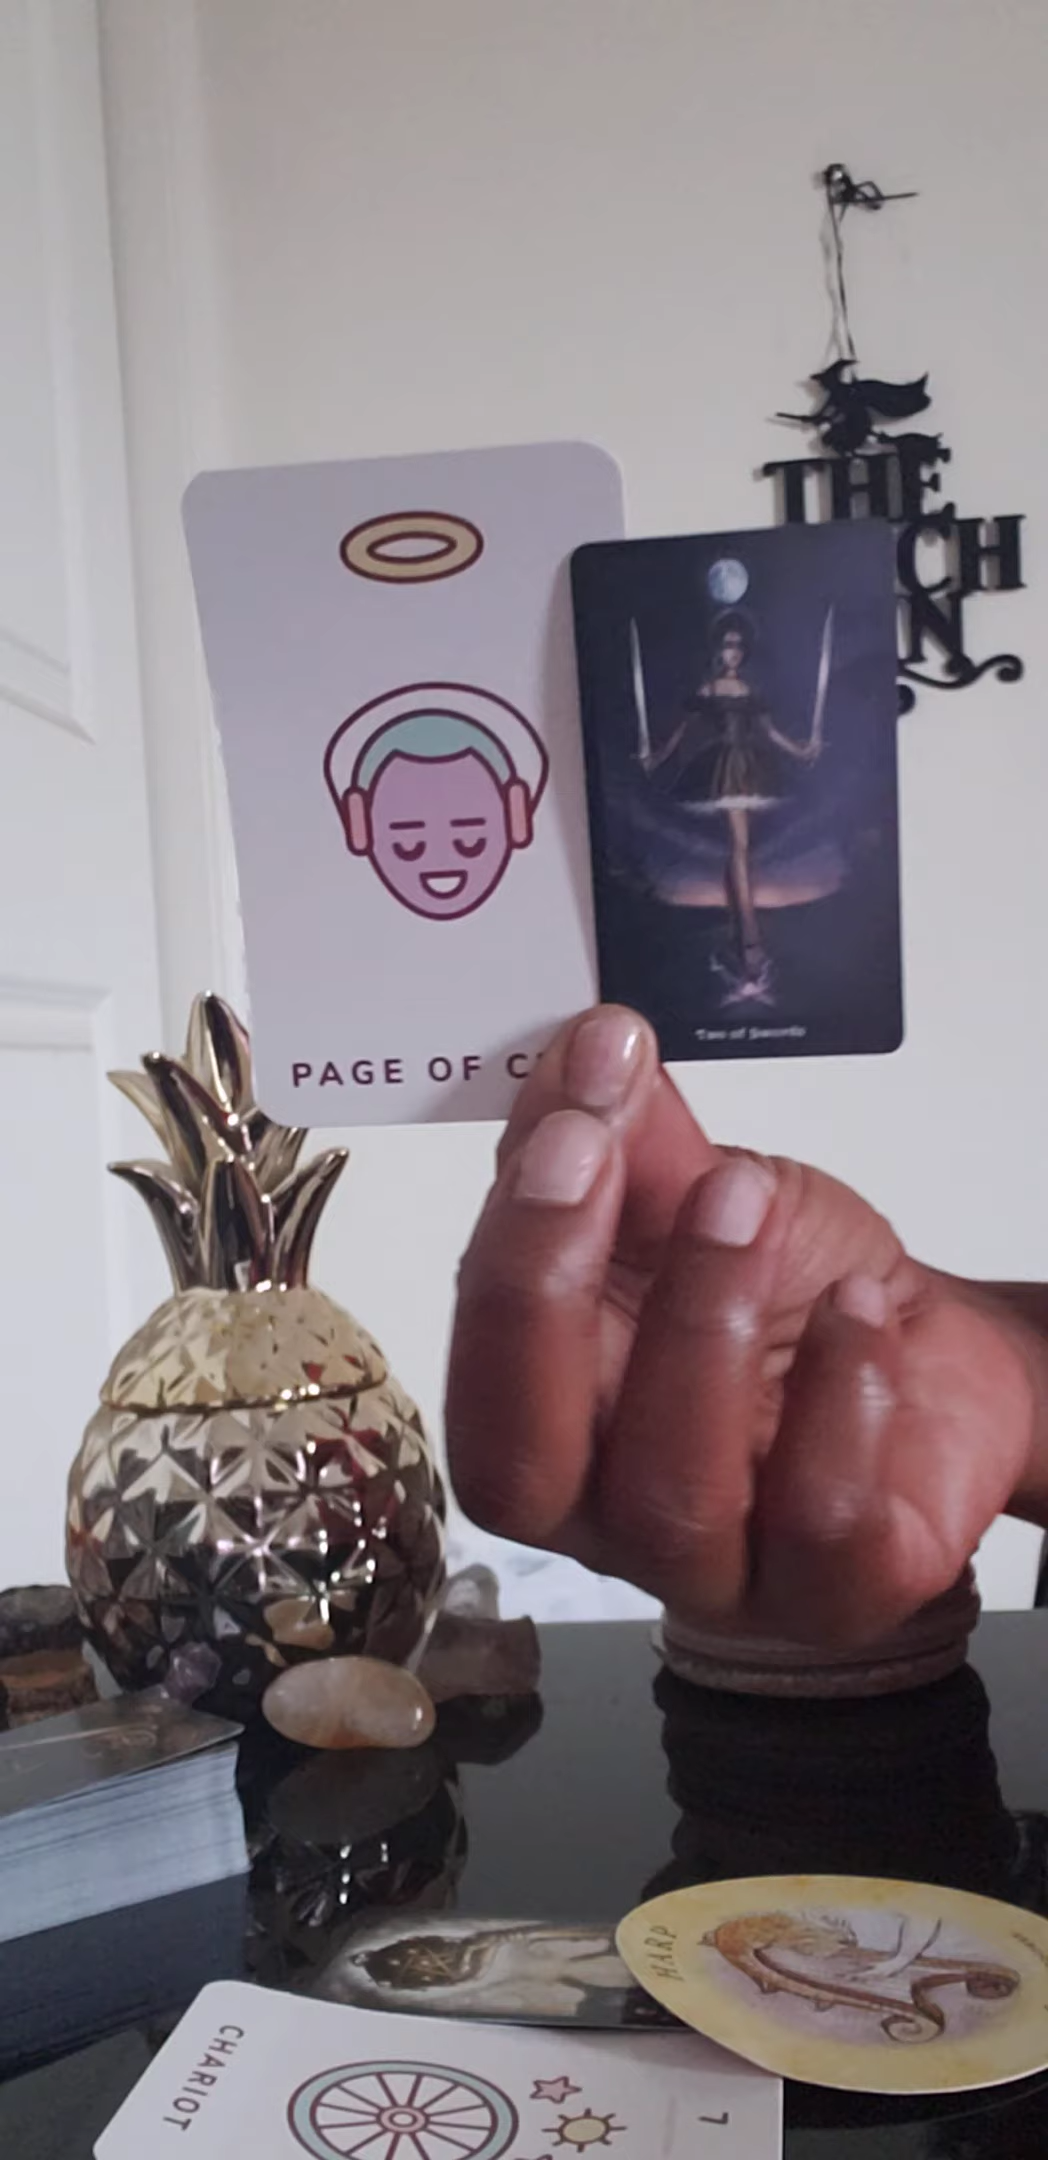 THE
CH
N
PAGE OF C
Two of Swords
HARP
CHARIOT
7